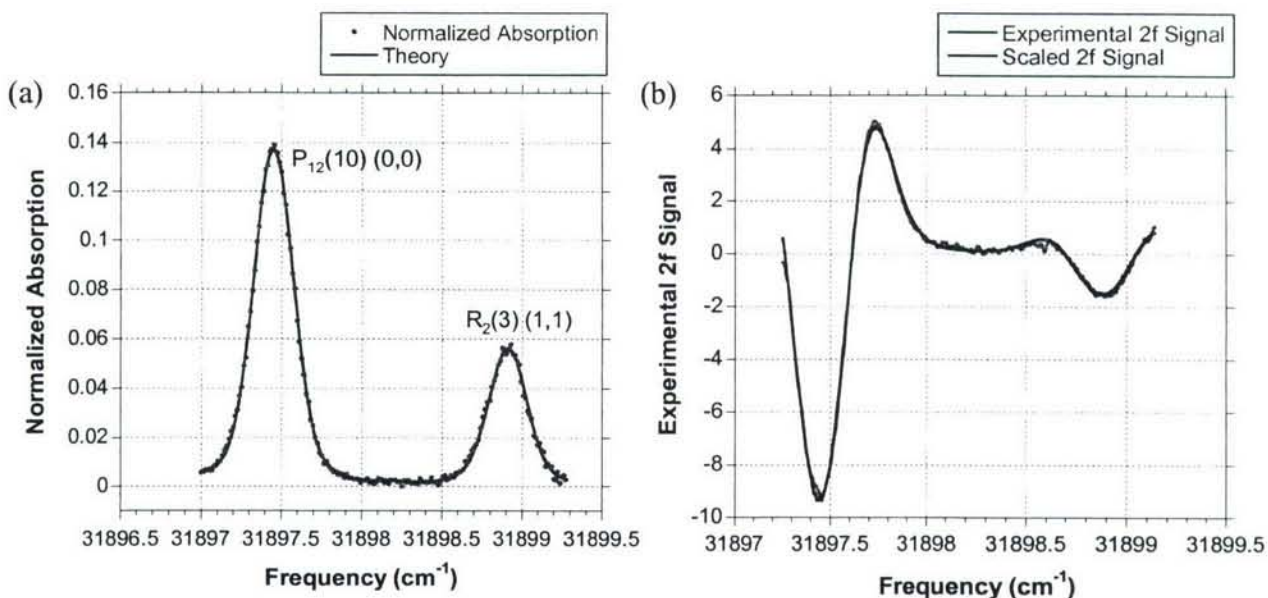 Normalized Absorption
Theory
(a)
0.16
0.14
0.12
0.1
0.08
0.06
0.04
0.02
0
Normalized Absorption
P₁₂(10) (0,0)
R₂(3) (1,1)
31896.5 31897 31897.5 31898 31898.5 31899 31899.5
Frequency (cm⁻¹)
Experimental 2f Signal
Scaled 2f Signal
(b)
6
4
2
0
-2
-4
-6
-8
-10
Experimental 2f Signal
31897 31897.5 31898 31898.5 31899 31899.5
Frequency (cm⁻¹)